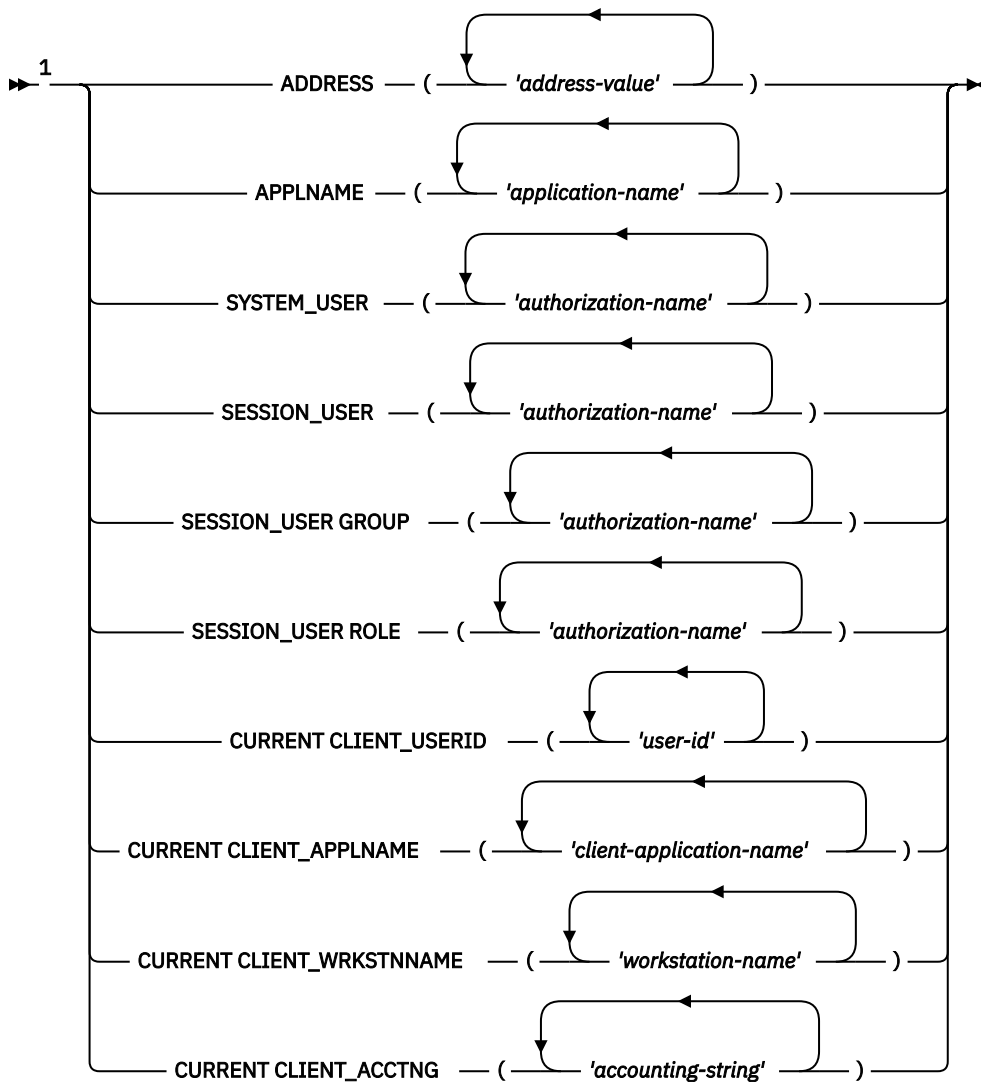 1
ADDRESS ( 'address-value' )
APPLNAME ( 'application-name' )
SYSTEM_USER ( 'authorization-name' )
SESSION_USER ( 'authorization-name' )
SESSION_USER GROUP ( 'authorization-name' )
SESSION_USER ROLE ( 'authorization-name' )
CURRENT CLIENT_USERID ( 'user-id' )
CURRENT CLIENT_APPLNAME ( 'client-application-name' )
CURRENT CLIENT_WRKSTNNAME ( 'workstation-name' )
CURRENT CLIENT_ACCTNG ( 'accounting-string' )